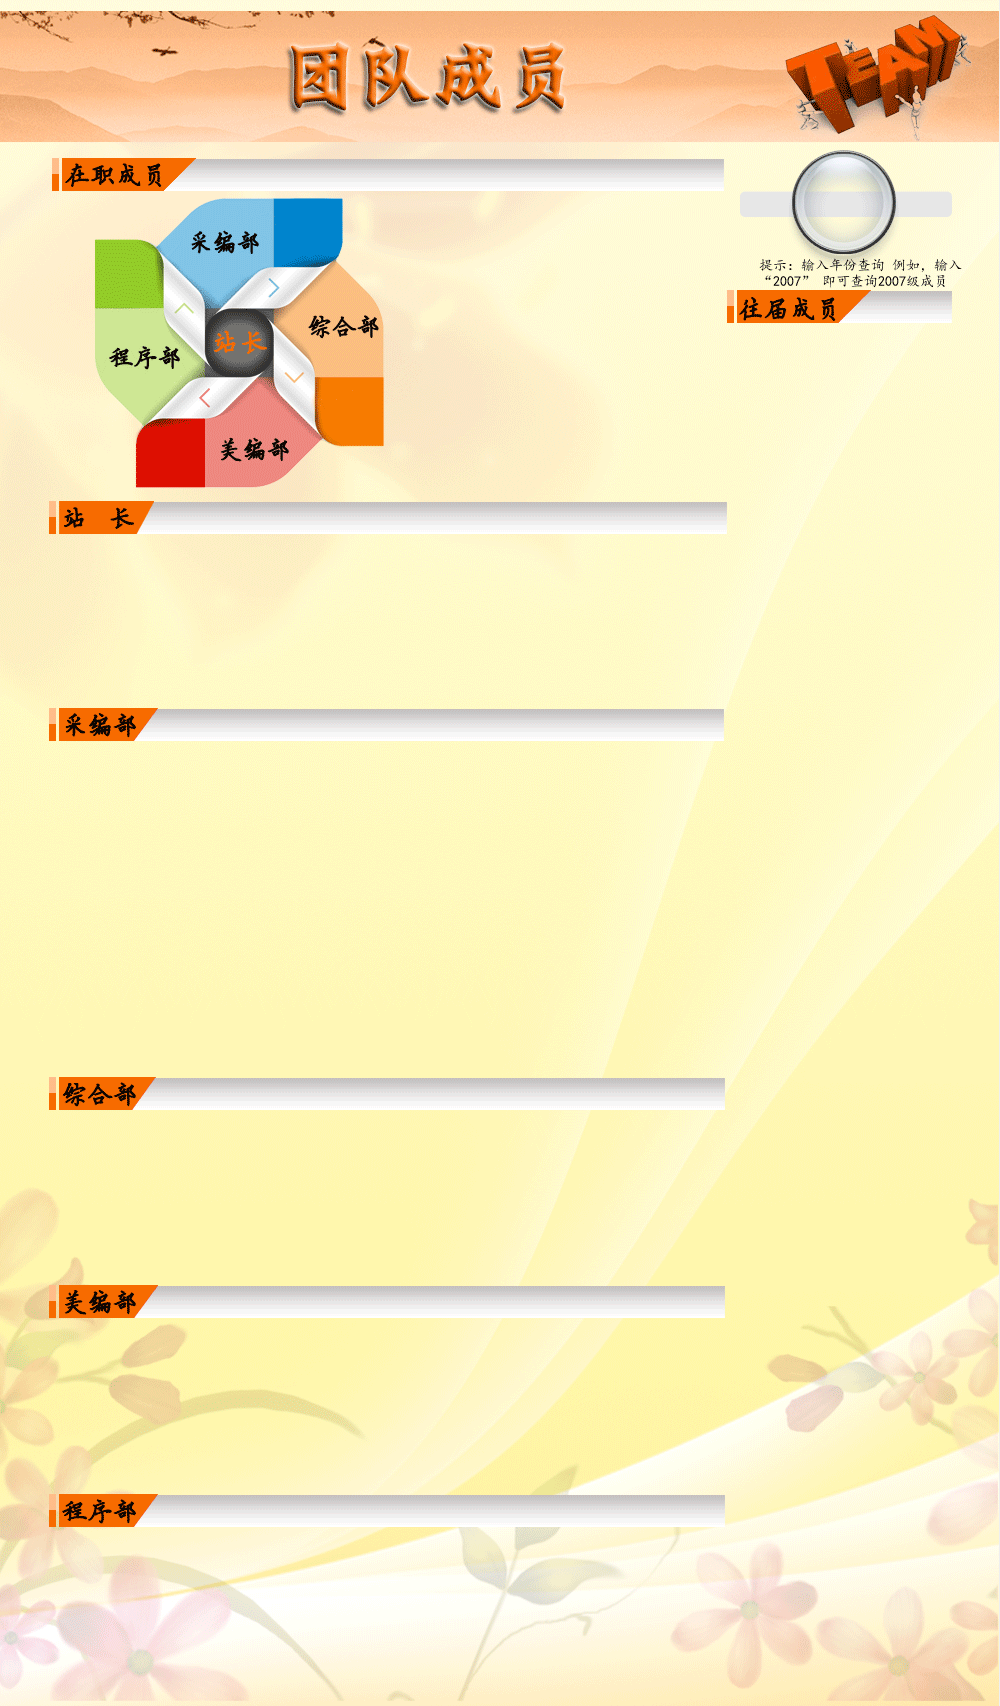 团队成员
TEAM
在职成员
采编部
综合部
站长
程序部
美编部
提示：输入年份查询 例如，输入
“2007” 即可查询2007级成员
往届成员
站 长
采编部
综合部
美编部
程序部